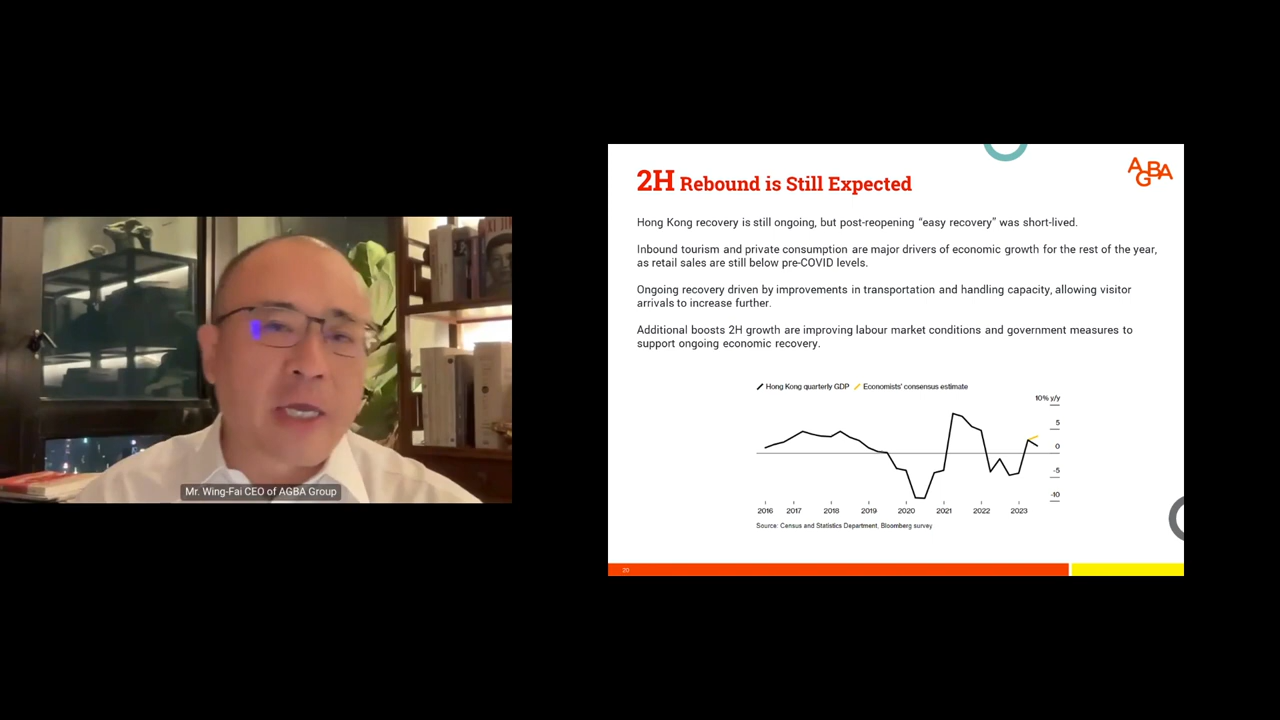 Mr. Wing-Fai CEO of AGBA Group
AGBA
2H Rebound is Still Expected
Hong Kong recovery is still ongoing, but post-reopening “easy recovery” was short-lived.
Inbound tourism and private consumption are major drivers of economic growth for the rest of the year,
as retail sales are still below pre-COVID levels.
Ongoing recovery driven by improvements in transportation and handling capacity, allowing visitor
arrivals to increase further.
Additional boosts 2H growth are improving labour market conditions and government measures to
support ongoing economic recovery.
Hong Kong quarterly GDP Economists' consensus estimate
10% y/y
5
0
-5
-10
2016 2017 2018 2019 2020 2021 2022 2023
Source: Census and Statistics Department, Bloomberg survey
20